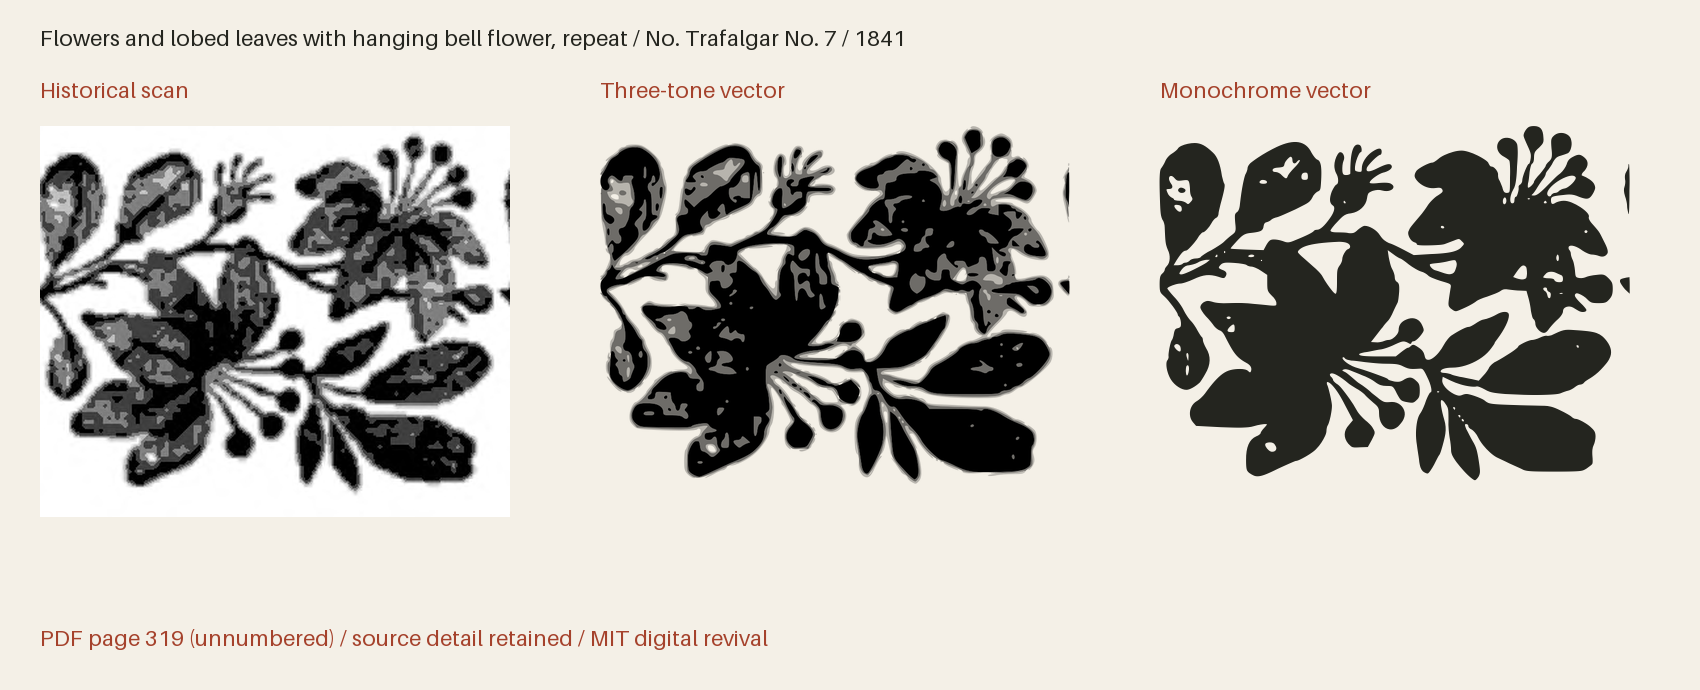 Flowers and lobed leaves with hanging bell flower, repeat / No. Trafalgar No. 7 / 1841
Historical scan
Three-tone vector
Monochrome vector
PDF page 319 (unnumbered) / source detail retained / MIT digital revival